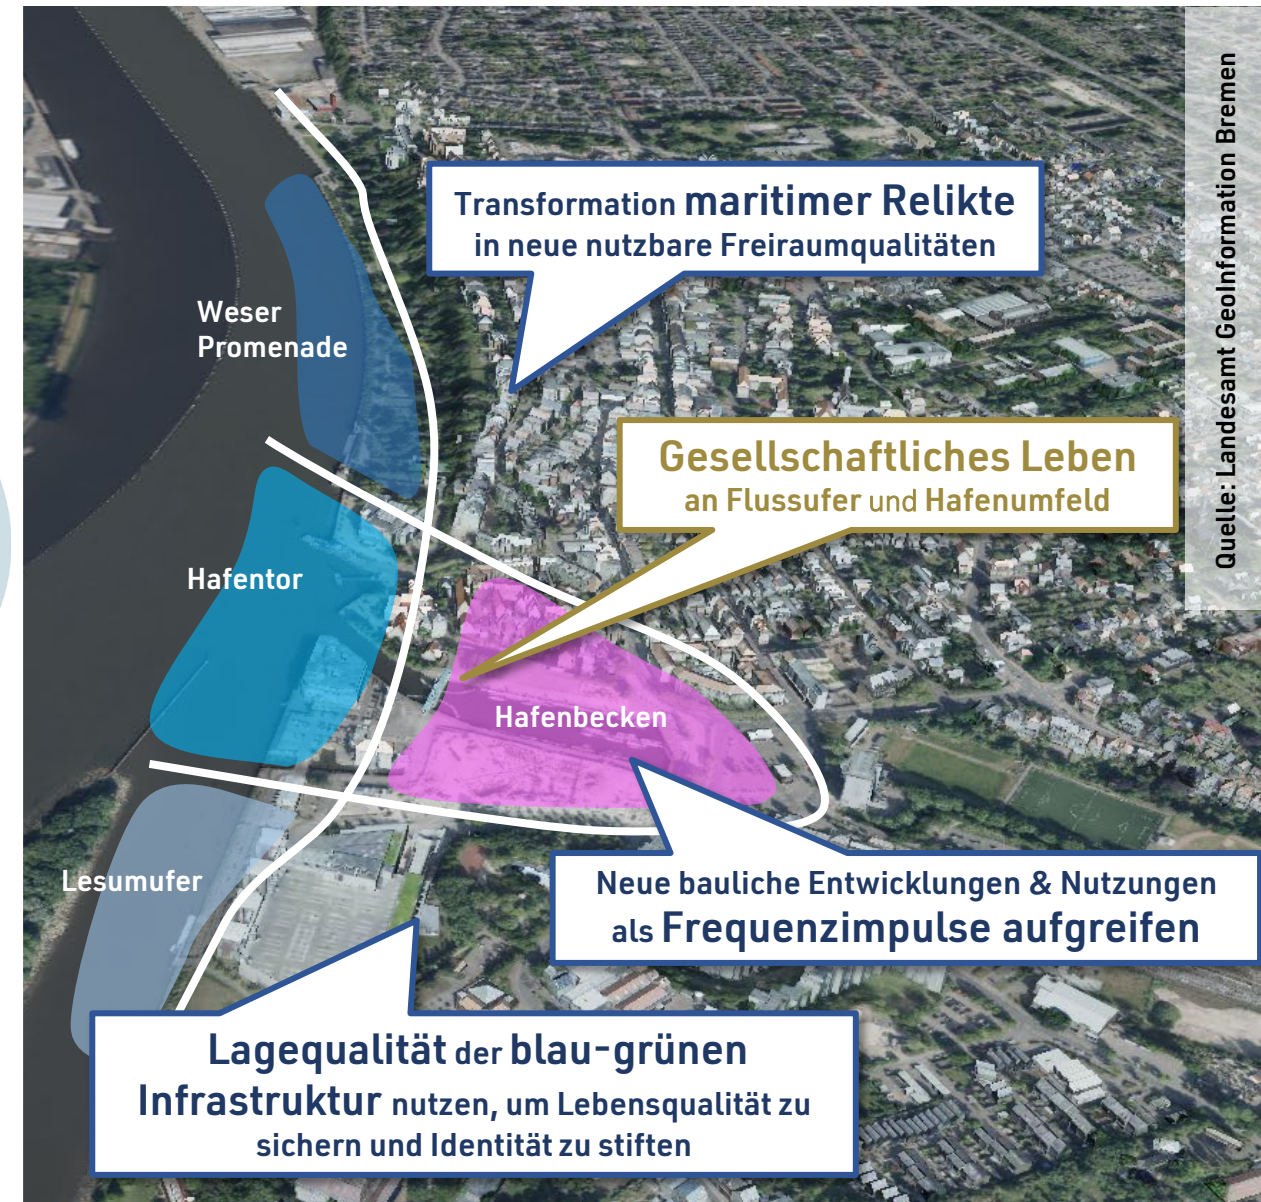 Transformation maritimer Relikte
in neue nutzbare Freiraumqualitäten
Weser
Promenade
Gesellschaftliches Leben
an Flussufer und Hafenumfeld
Hafentor
Hafenbecken
Lesumufer
Neue bauliche Entwicklungen & Nutzungen
als Frequenzimpulse aufgreifen
Lagequalität der blau-grünen
Infrastruktur nutzen, um Lebensqualität zu
sichern und Identität zu stiften
Quelle: Landesamt GeoInformation Bremen